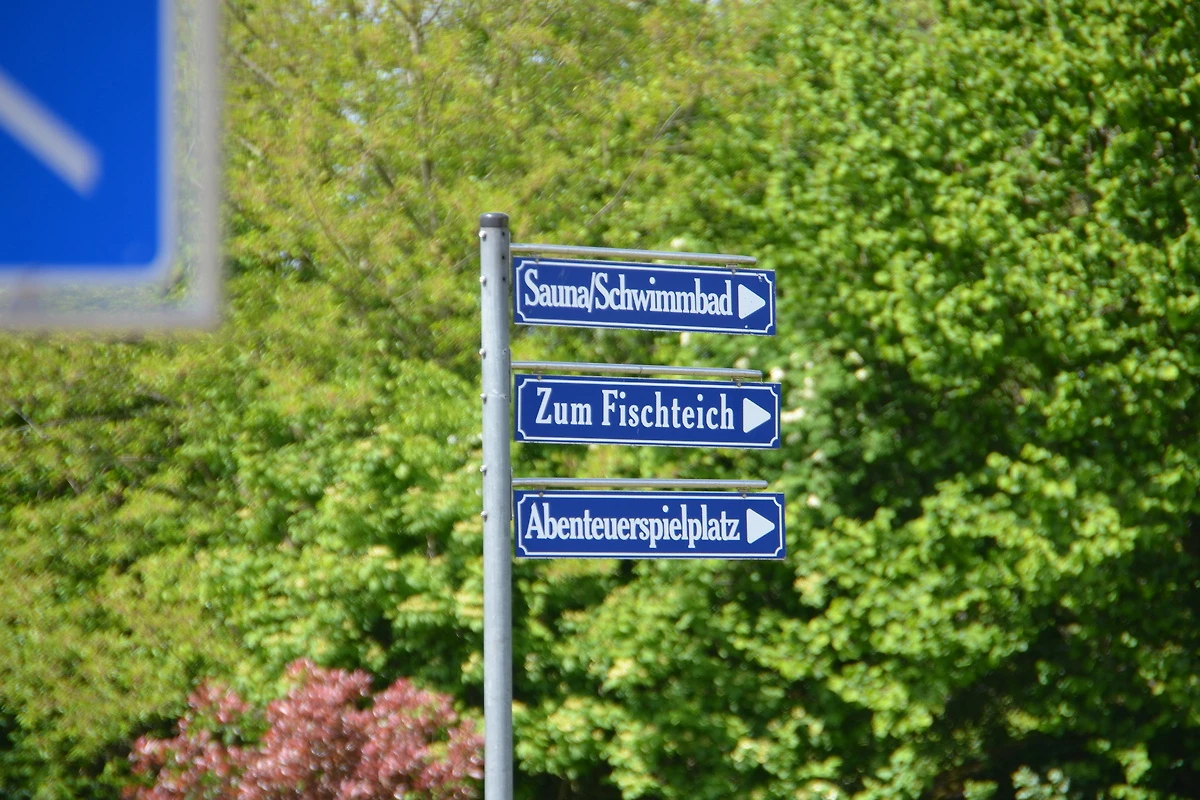 Sauna/Schwimmbad
Zum Fischteich
Abenteuerspielplatz